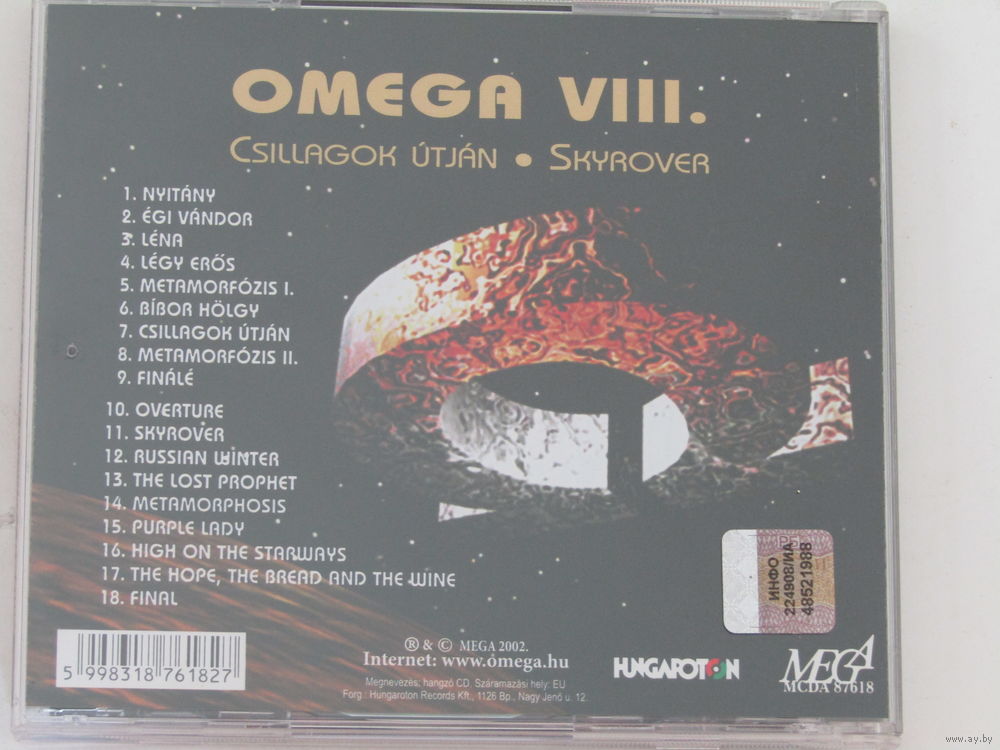 OMEGA VIII.
CSILLAGOK ÚTJÁN • SKYROVER
1. NYITÁNY
2. ÉGI VÁNDOR
3. LÉNA
4. LÉGY ERŐS
5. METAMORFÓZIS I.
6. BÍBOR HÖLGY
7. CSILLAGOK ÚTJÁN
8. METAMORFÓZIS II.
9. FINÁLÉ
10. OVERTURE
11. SKYROVER
12. RUSSIAN WINTER
13. THE LOST PROPHET
14. METAMORPHOSIS
15. PURPLE LADY
16. HIGH ON THE STARWAYS
17. THE HOPE, THE BREAD AND THE WINE
18. FINAL
ИНФО
224908/ИА
48521988
5 998318 761827
® & © MEGA 2002.
Internet: www.omega.hu
Megnevezés: hangzó CD Származási hely: EU
Forg.: Hungaroton Records Kft., 1126 Bp., Nagy Jenő u. 12.
HUNGAROTON
MEGA
MCDA 87618
www.ay.by